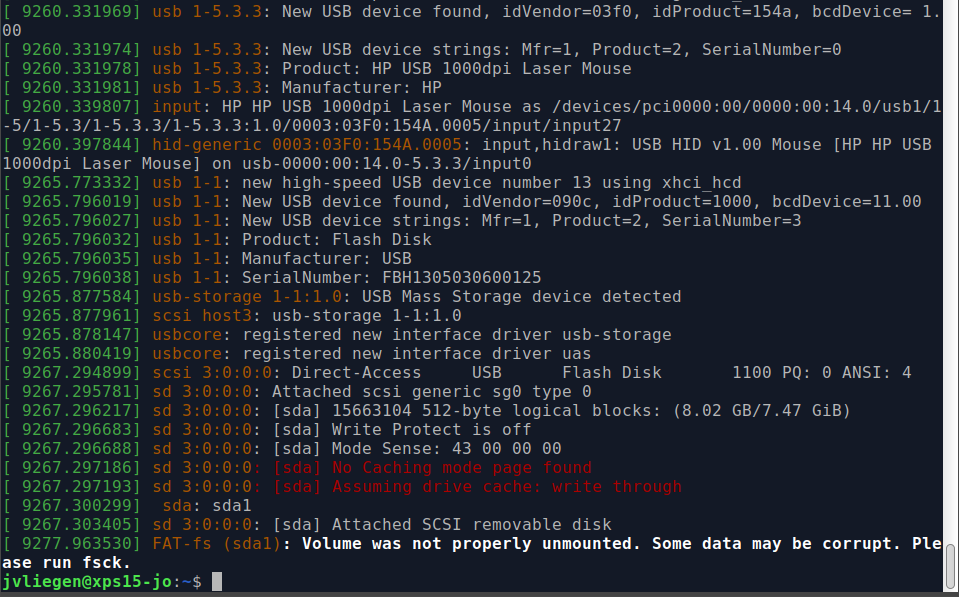 [ 9260.331969] usb 1-5.3.3: New USB device found, idVendor=03f0, idProduct=154a, bcdDevice= 1.
00
[ 9260.331974] usb 1-5.3.3: New USB device strings: Mfr=1, Product=2, SerialNumber=0
[ 9260.331978] usb 1-5.3.3: Product: HP USB 1000dpi Laser Mouse
[ 9260.331981] usb 1-5.3.3: Manufacturer: HP
[ 9260.339807] input: HP HP USB 1000dpi Laser Mouse as /devices/pci0000:00/0000:00:14.0/usb1/1
-5/1-5.3/1-5.3.3/1-5.3.3:1.0/0003:03F0:154A.0005/input/input27
[ 9260.397844] hid-generic 0003:03F0:154A.0005: input,hidraw1: USB HID v1.00 Mouse [HP HP USB
1000dpi Laser Mouse] on usb-0000:00:14.0-5.3.3/input0
[ 9265.773332] usb 1-1: new high-speed USB device number 13 using xhci_hcd
[ 9265.796019] usb 1-1: New USB device found, idVendor=090c, idProduct=1000, bcdDevice=11.00
[ 9265.796027] usb 1-1: New USB device strings: Mfr=1, Product=2, SerialNumber=3
[ 9265.796032] usb 1-1: Product: Flash Disk
[ 9265.796035] usb 1-1: Manufacturer: USB
[ 9265.796038] usb 1-1: SerialNumber: FBH1305030600125
[ 9265.877584] usb-storage 1-1:1.0: USB Mass Storage device detected
[ 9265.877961] scsi host3: usb-storage 1-1:1.0
[ 9265.878147] usbcore: registered new interface driver usb-storage
[ 9265.880419] usbcore: registered new interface driver uas
[ 9267.294899] scsi 3:0:0:0: Direct-Access     USB      Flash Disk       1100 PQ: 0 ANSI: 4
[ 9267.295781] sd 3:0:0:0: Attached scsi generic sg0 type 0
[ 9267.296217] sd 3:0:0:0: [sda] 15663104 512-byte logical blocks: (8.02 GB/7.47 GiB)
[ 9267.296683] sd 3:0:0:0: [sda] Write Protect is off
[ 9267.296688] sd 3:0:0:0: [sda] Mode Sense: 43 00 00 00
[ 9267.297186] sd 3:0:0:0: [sda] No Caching mode page found
[ 9267.297193] sd 3:0:0:0: [sda] Assuming drive cache: write through
[ 9267.300299]  sda: sda1
[ 9267.303405] sd 3:0:0:0: [sda] Attached SCSI removable disk
[ 9277.963530] FAT-fs (sda1): Volume was not properly unmounted. Some data may be corrupt. Ple
ase run fsck.
jvliegen@xps15-jo:~$